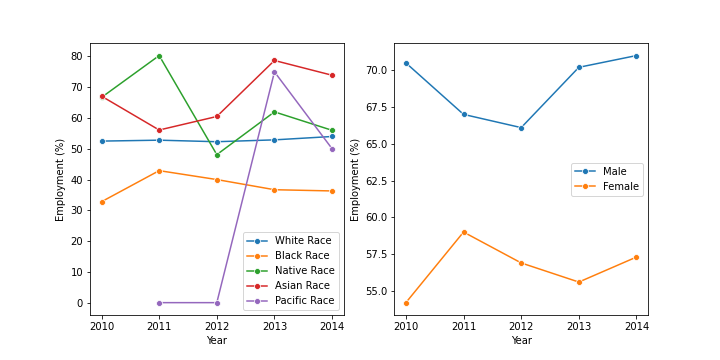 80
70
60
50
40
30
20
10
0
Employment (%)
2010 2011 2012 2013 2014
Year
White Race
Black Race
Native Race
Asian Race
Pacific Race
70.0
67.5
65.0
62.5
60.0
57.5
55.0
Employment (%)
2010 2011 2012 2013 2014
Year
Male
Female